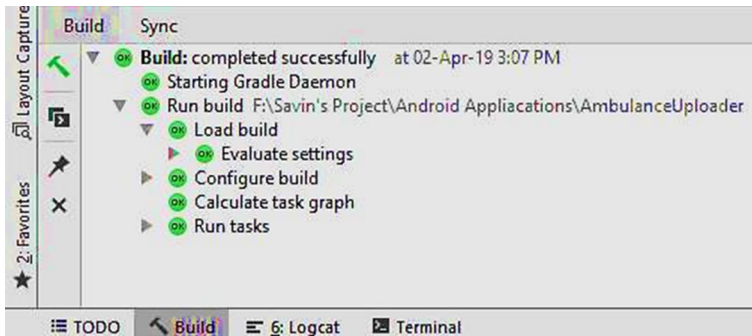 Build Sync
Build: completed successfully at 02-Apr-19 3:07 PM
OK Starting Gradle Daemon
OK Run build F:\Savin's Project\Android Appliacations\AmbulanceUploader
OK Load build
OK Evaluate settings
OK Configure build
OK Calculate task graph
OK Run tasks
Layout Capture
2: Favorites
TODO Build 6: Logcat Terminal